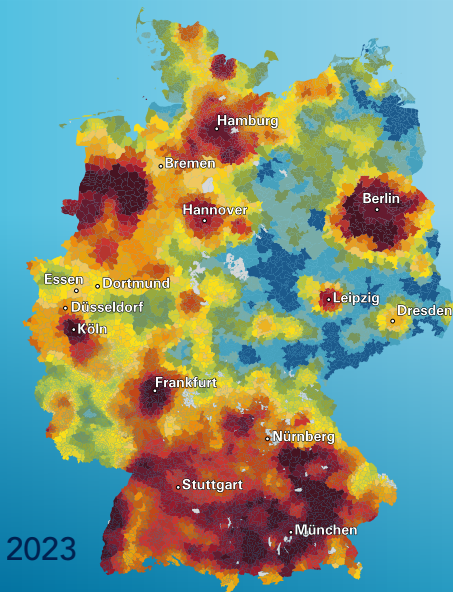 Hamburg
Bremen
Berlin
Hannover
Essen
Dortmund
Düsseldorf
Leipzig
Dresden
Köln
Frankfurt
Nürnberg
Stuttgart
München
2023